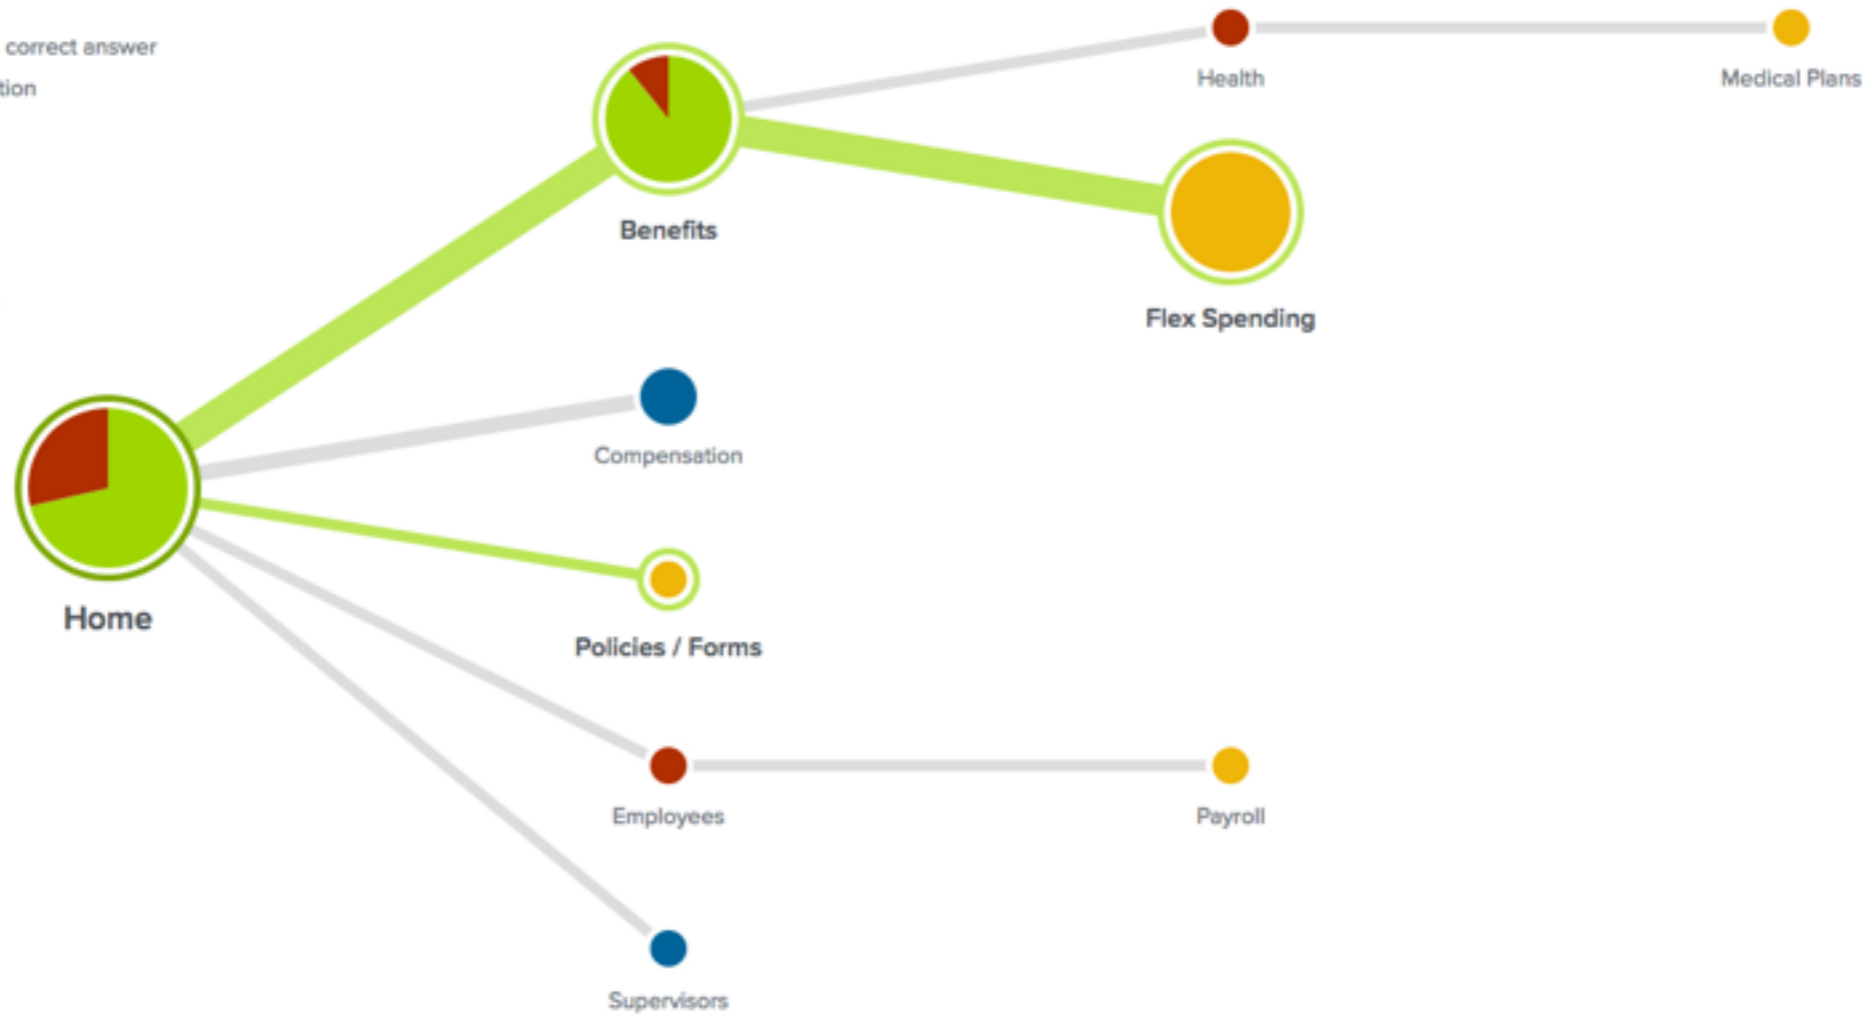 correct answer
tion
Health
Medical Plans
Benefits
Flex Spending
Compensation
Home
Policies / Forms
Employees
Payroll
Supervisors